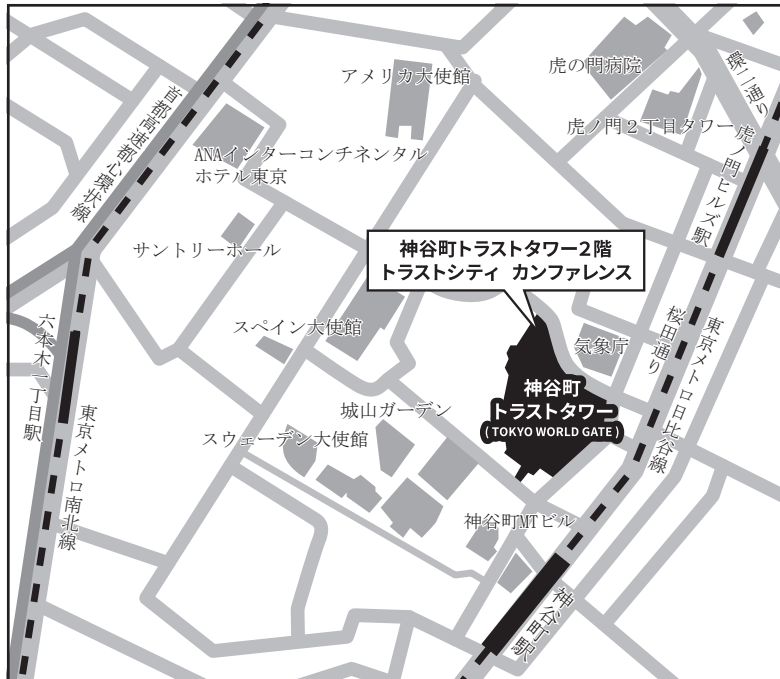 アメリカ大使館
虎の門病院
環二通り
虎ノ門2丁目タワー
虎ノ門ヒルズ駅
首都高速都心環状線
ANAインターコンチネンタル
ホテル東京
サントリーホール
神谷町トラストタワー2階
トラストシティ カンファレンス
スペイン大使館
気象庁
桜田通り
東京メトロ日比谷線
六本木一丁目駅
神谷町
トラストタワー
( TOKYO WORLD GATE )
城山ガーデン
スウェーデン大使館
東京メトロ南北線
神谷町MTビル
神谷町駅